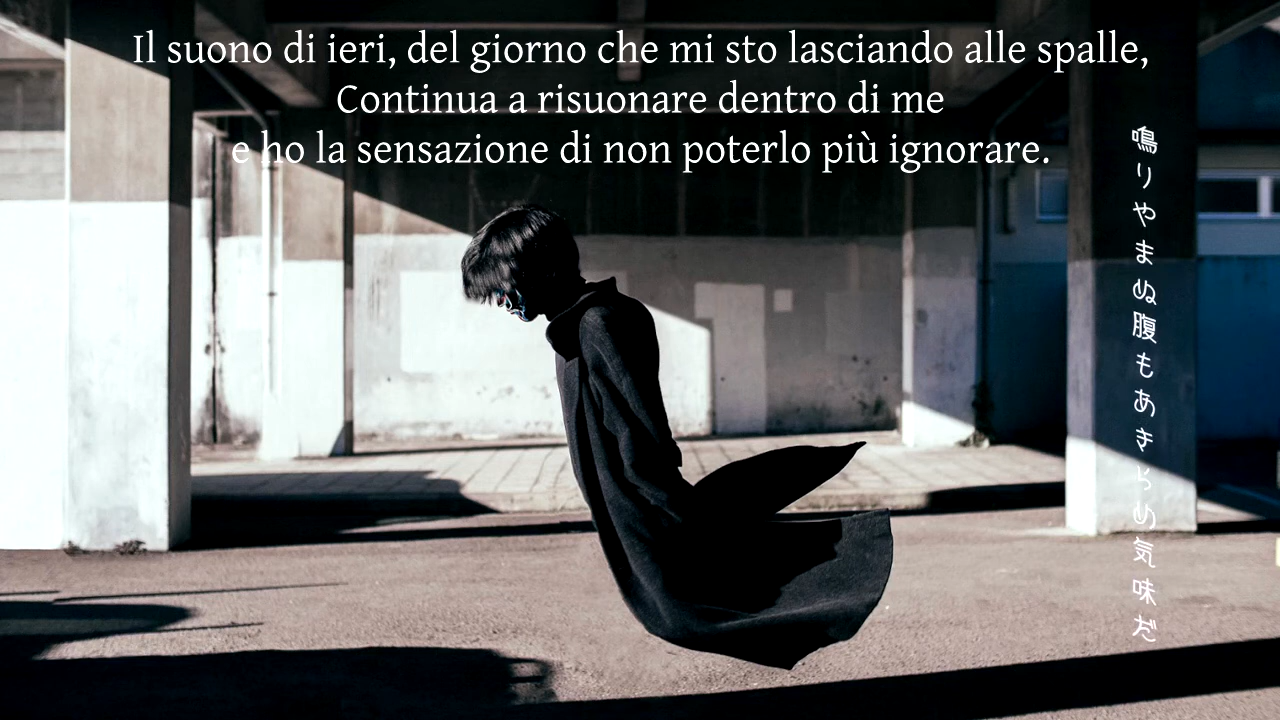 Il suono di ieri, del giorno che mi sto lasciando alle spalle,
Continua a risuonare dentro di me
e ho la sensazione di non poterlo più ignorare.
鳴りやまぬ腹もあきらめ気味だ